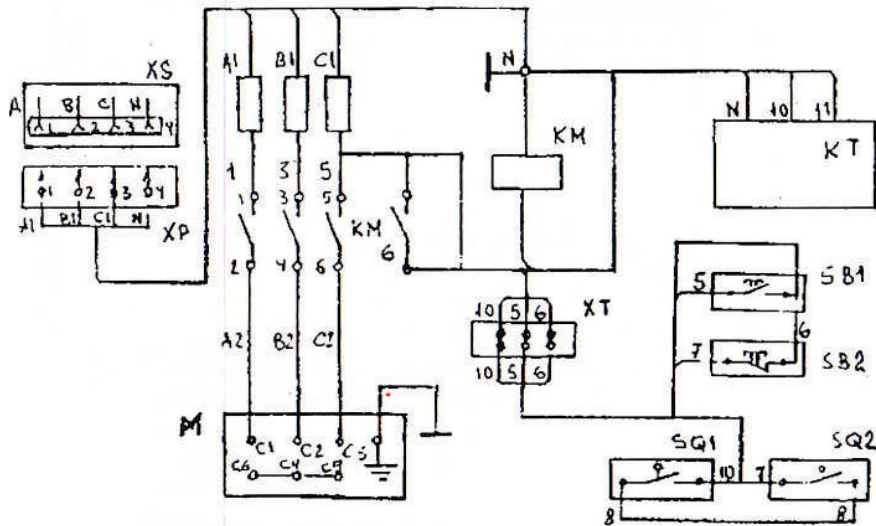 XS
A B C N
1 2 3 4
1 2 3 4
A1 B1 C1 N
XP
A1 B1 C1
1 3 5
1 3 5
KM
6
2 4 6
A2 B2 C2
M
C1 C2 C3
C6 C4 C5
N
KM
N 10 11
KT
10 5 6
XT
10 5 6
5
SB1
6
7
SB2
SQ1
SQ2
10 7
8 8